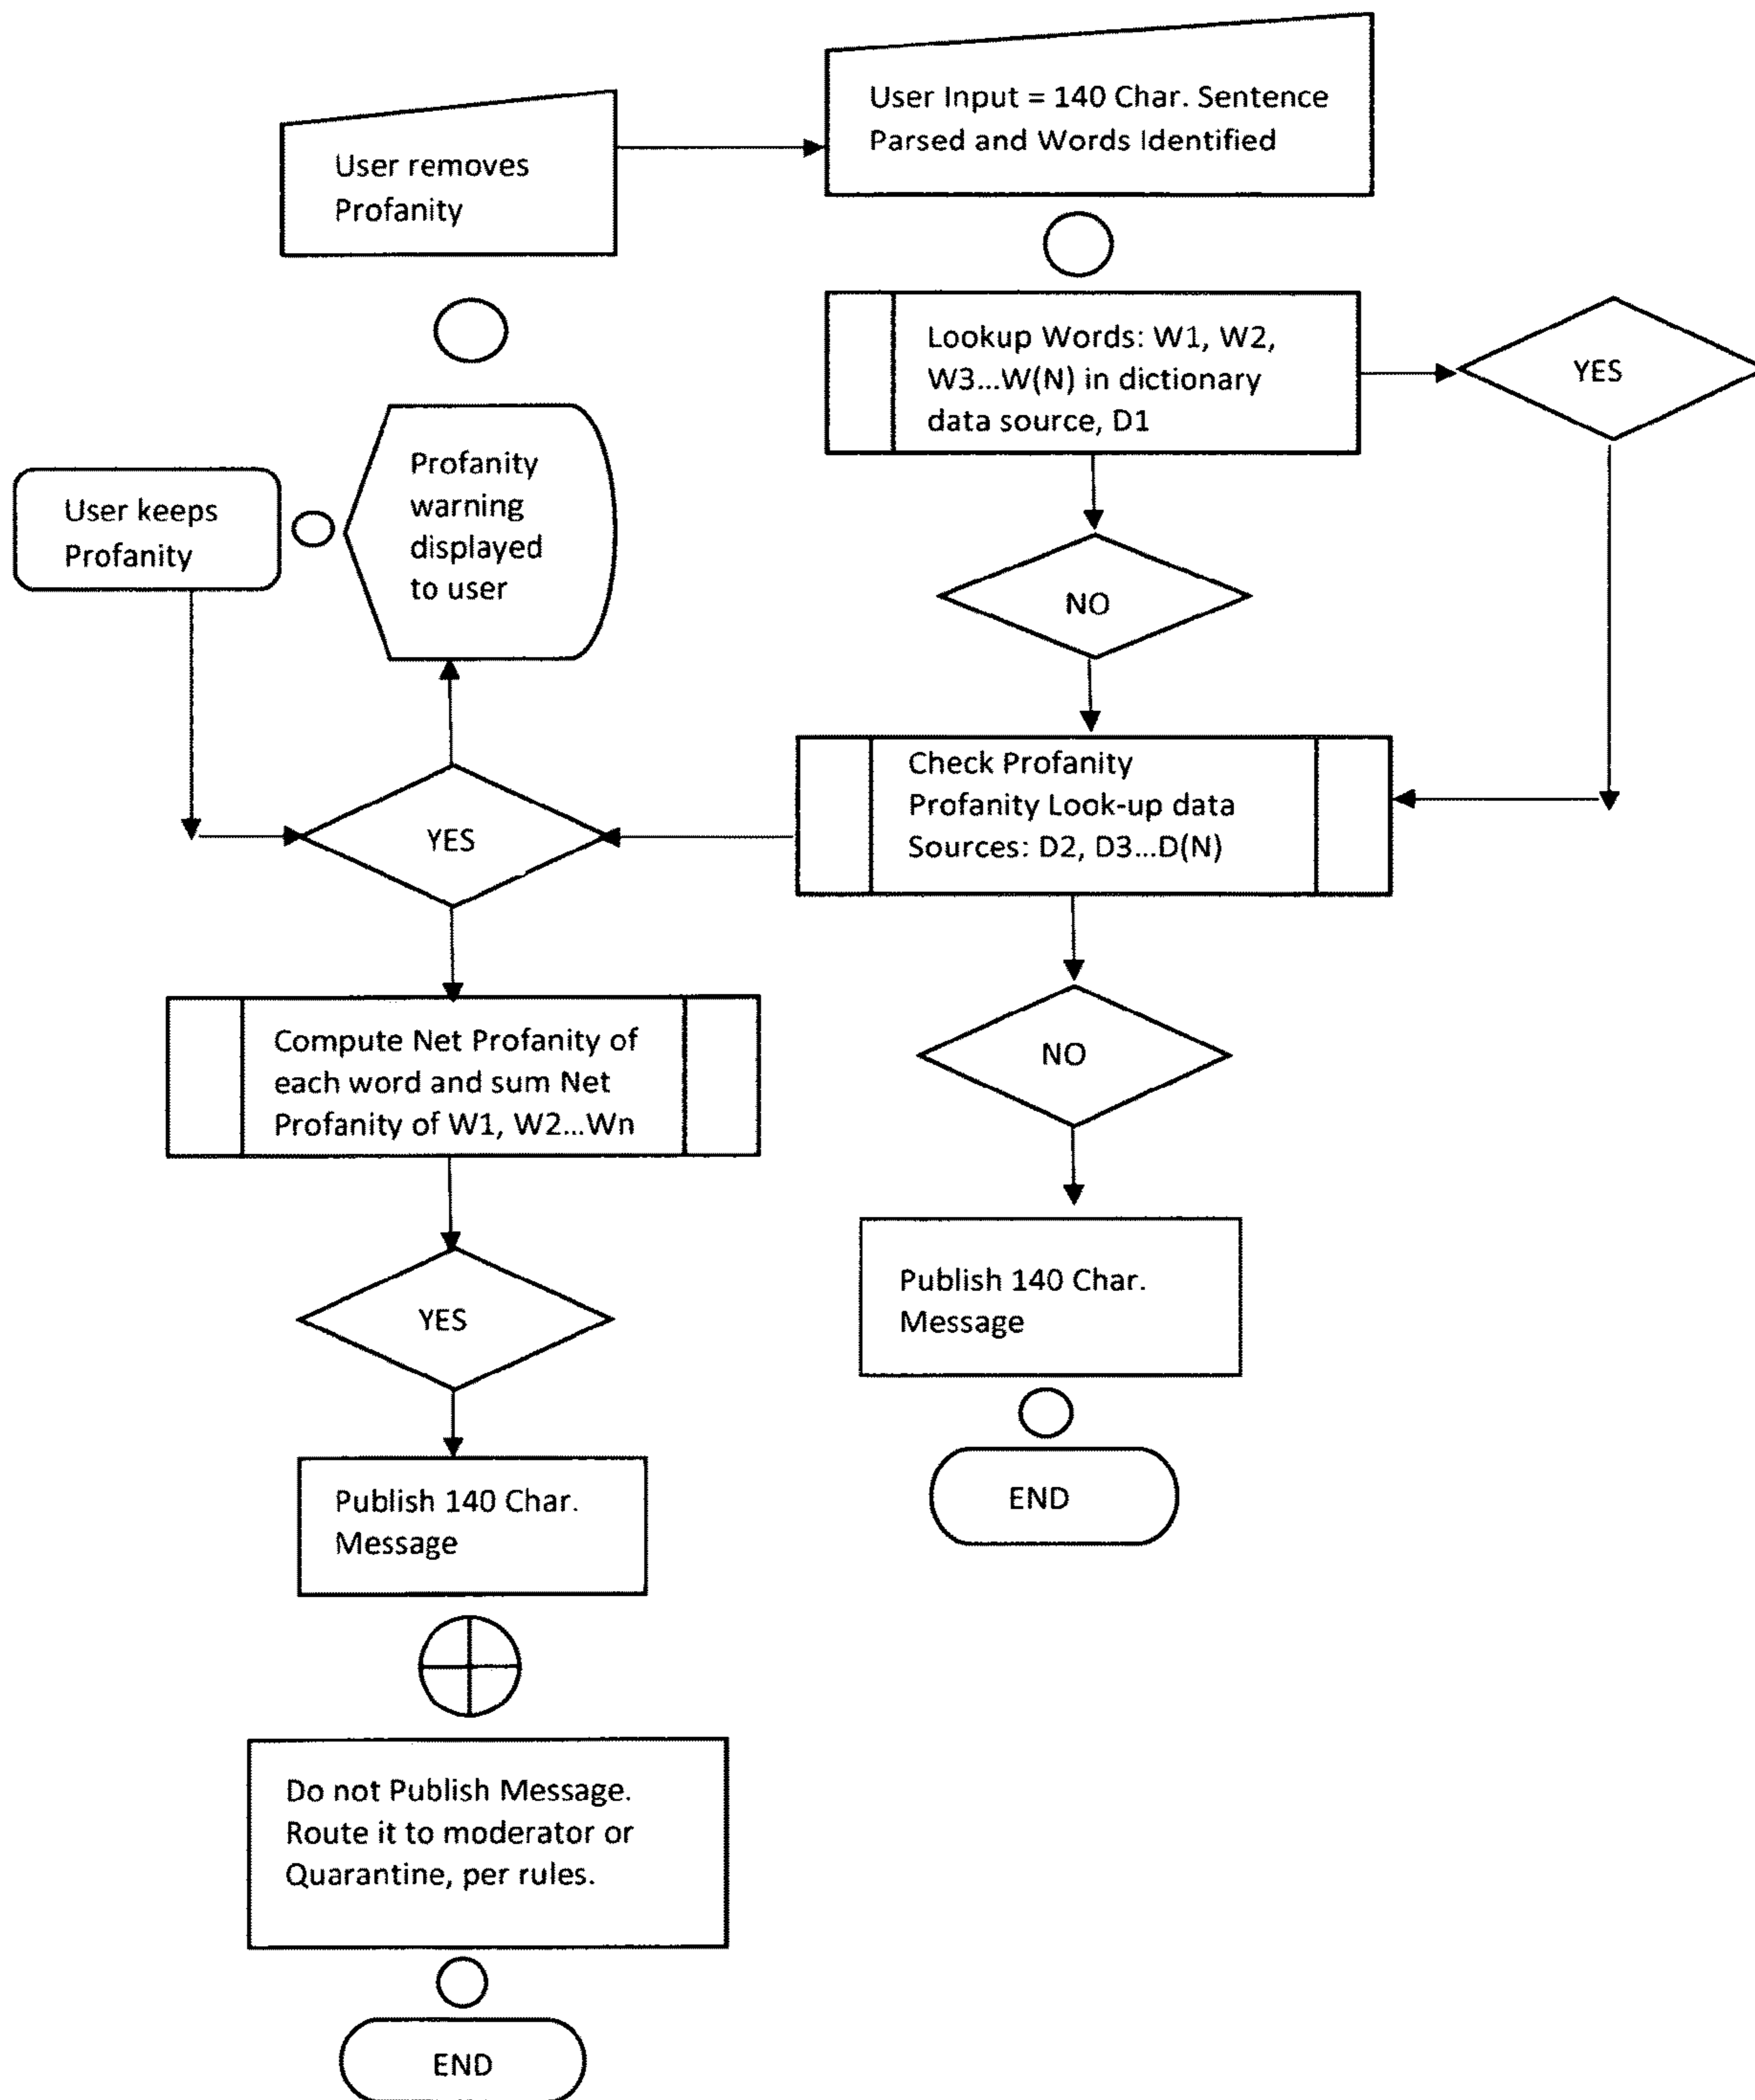 User Input = 140 Char. Sentence
Parsed and Words Identified
User removes
Profanity
Lookup Words: W1, W2,
W3...W(N) in dictionary
data source, D1
YES
Profanity
warning
displayed
to user
User keeps
Profanity
NO
Check Profanity
Profanity Look-up data
Sources: D2, D3...D(N)
YES
Compute Net Profanity of
each word and sum Net
Profanity of W1, W2...Wn
NO
YES
Publish 140 Char.
Message
END
Publish 140 Char.
Message
Do not Publish Message.
Route it to moderator or
Quarantine, per rules.
END